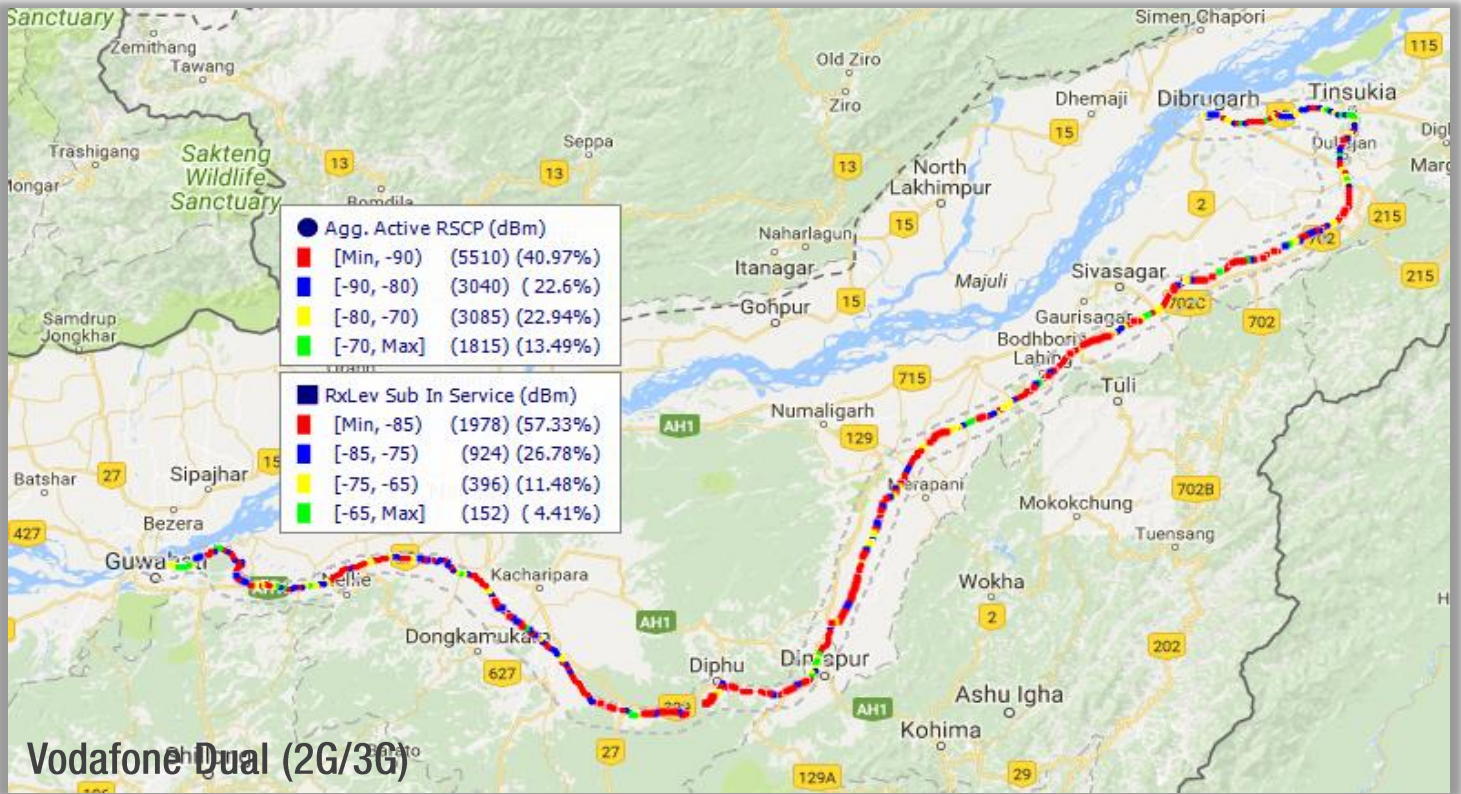 Sanctuary
Simen Chapori
Zemithang
Tawang
115
Old Ziro
Ziro
Dhemaji
Dibrugarh
Tinsukia
15
Trashigang
Seppa
Sakteng
Wildlife
Sanctuary
13
13
13
North
Lakhimpur
Mongar
Bomdila
2
215
15
Naharlagun
Itanagar
702
Agg. Active RSCP (dBm)
[Min, -90) (5510) (40.97%)
[-90, -80) (3040) ( 22.6%)
[-80, -70) (3085) (22.94%)
[-70, Max] (1815) (13.49%)
Majuli
Sivasagar
215
Gohpur
15
702C
Gaurisagar
702
Samdrup
Jongkhar
Bodhbori
Lahing
715
Tuli
RxLev Sub In Service (dBm)
[Min, -85) (1978) (57.33%)
[-85, -75) (924) (26.78%)
[-75, -65) (396) (11.48%)
[-65, Max] (152) ( 4.41%)
Numaligarh
AH1
129
Batshar
27
Sipajhar
15
Merapani
702B
Mokokchung
Bezera
427
Tuensang
Guwahati
Nellie
Kacharipara
Wokha
AH1
2
Dongkamukam
202
627
Diphu
Dimapur
Ashu Igha
AH1
Kohima
27
Vodafone Dual (2G/3G)
Shillong
129A
29